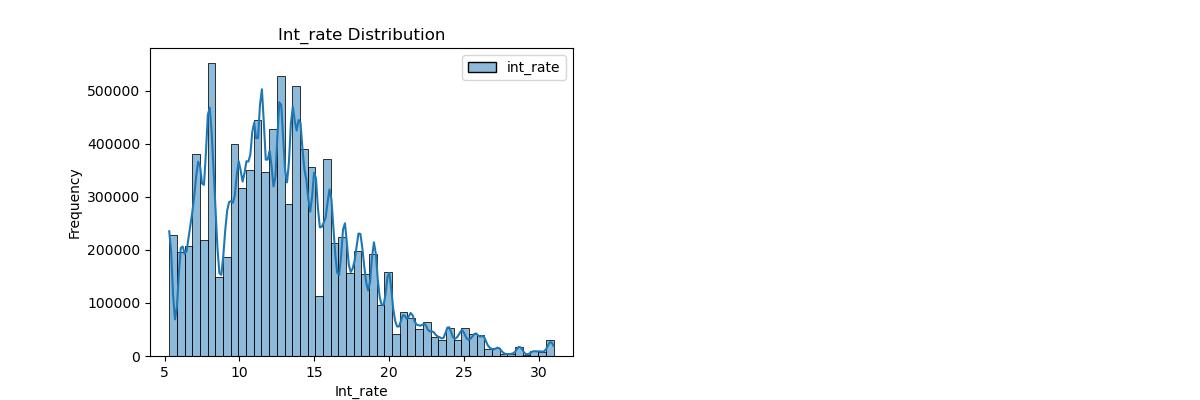 Int_rate Distribution
int_rate
Frequency
500000
400000
300000
200000
100000
0
5 10 15 20 25 30
Int_rate